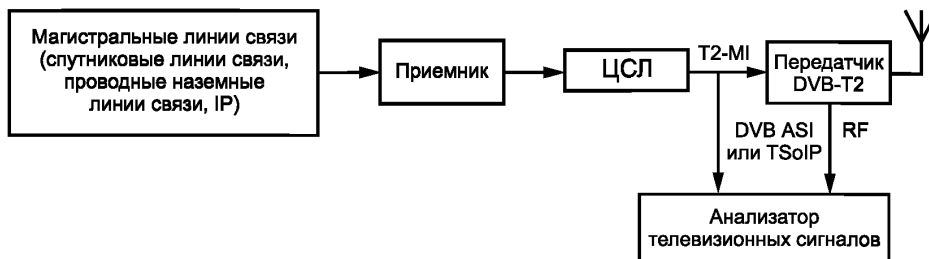 Магистральные линии связи
(спутниковые линии связи,
проводные наземные
линии связи, IP)
Приемник
ЦСЛ
T2-MI
Передатчик
DVB-T2
DVB ASI
или TSoIP
RF
Анализатор
телевизионных сигналов